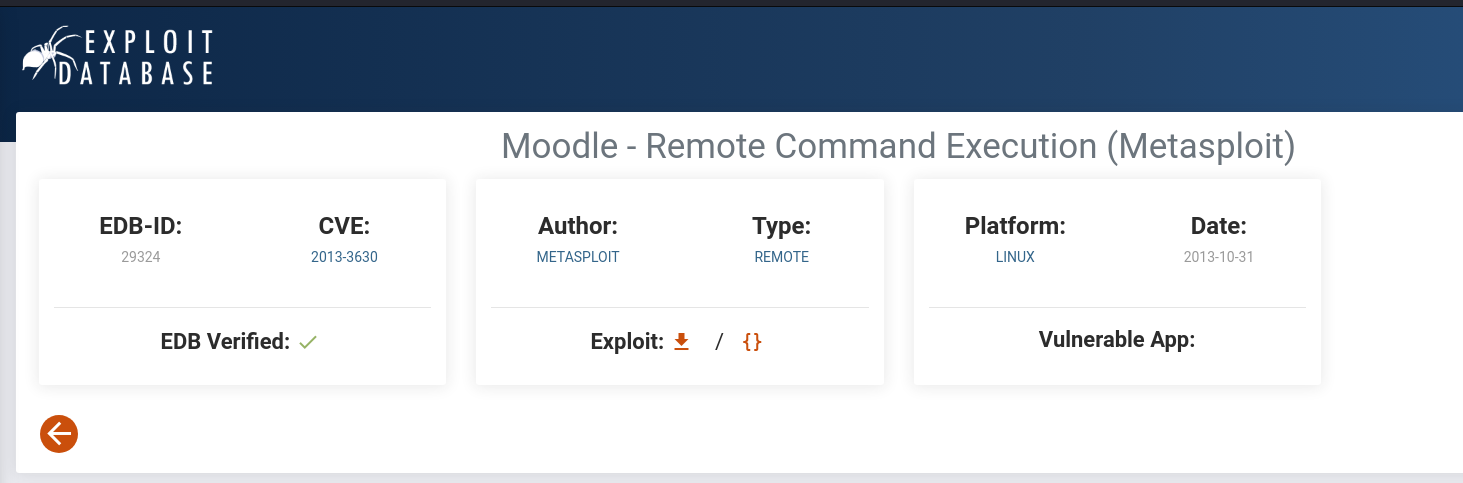 EXPLOIT
DATABASE
Moodle - Remote Command Execution (Metasploit)
EDB-ID:
29324
CVE:
2013-3630
EDB Verified:
Author:
METASPLOIT
Type:
REMOTE
Exploit: / {}
Platform:
LINUX
Date:
2013-10-31
Vulnerable App: